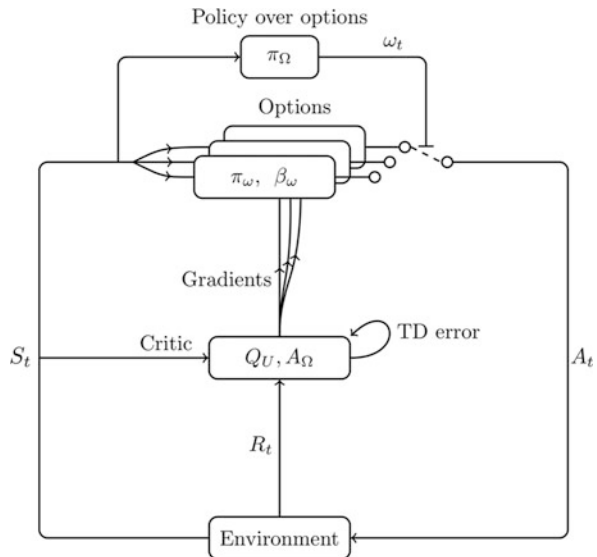 Policy over options
π_Ω
ω_t
Options
π_ω, β_ω
Gradients
Critic
TD error
S_t
Q_U, A_Ω
A_t
R_t
Environment